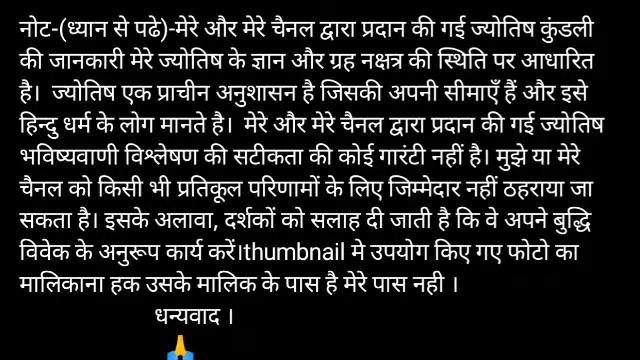 नोट-(ध्यान से पढे)-मेरे और मेरे चैनल द्वारा प्रदान की गई ज्योतिष कुंडली
की जानकारी मेरे ज्योतिष के ज्ञान और ग्रह नक्षत्र की स्थिति पर आधारित
है। ज्योतिष एक प्राचीन अनुशासन है जिसकी अपनी सीमाएँ हैं और इसे
हिन्दु धर्म के लोग मानते है। मेरे और मेरे चैनल द्वारा प्रदान की गई ज्योतिष
भविष्यवाणी विश्लेषण की सटीकता की कोई गारंटी नहीं है। मुझे या मेरे
चैनल को किसी भी प्रतिकूल परिणामों के लिए जिम्मेदार नहीं ठहराया जा
सकता है। इसके अलावा, दर्शकों को सलाह दी जाती है कि वे अपने बुद्धि
विवेक के अनुरूप कार्य करें।thumbnail मे उपयोग किए गए फोटो का
मालिकाना हक उसके मालिक के पास है मेरे पास नही ।
धन्यवाद ।
🙏